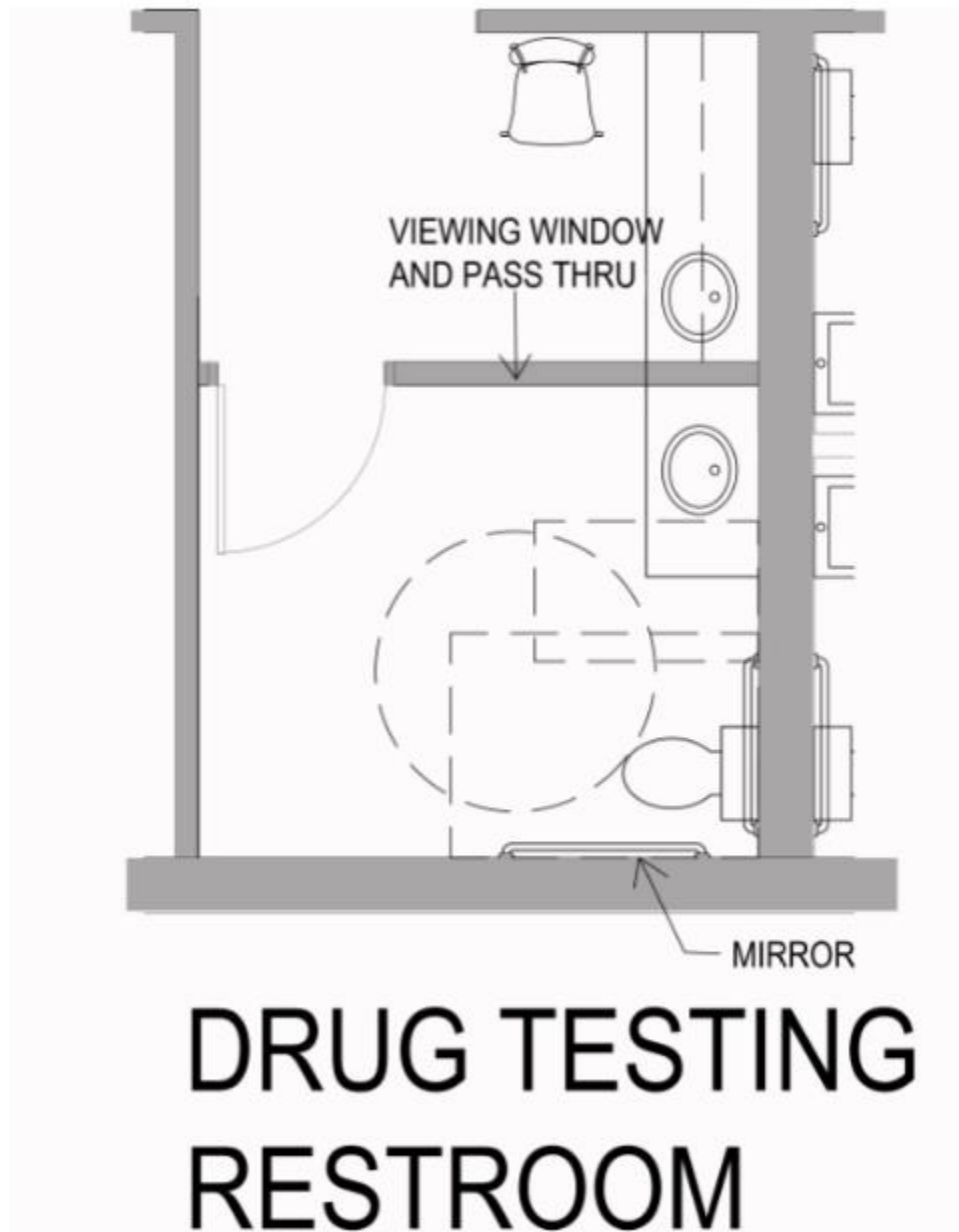 VIEWING WINDOW
AND PASS THRU
MIRROR
DRUG TESTING
RESTROOM